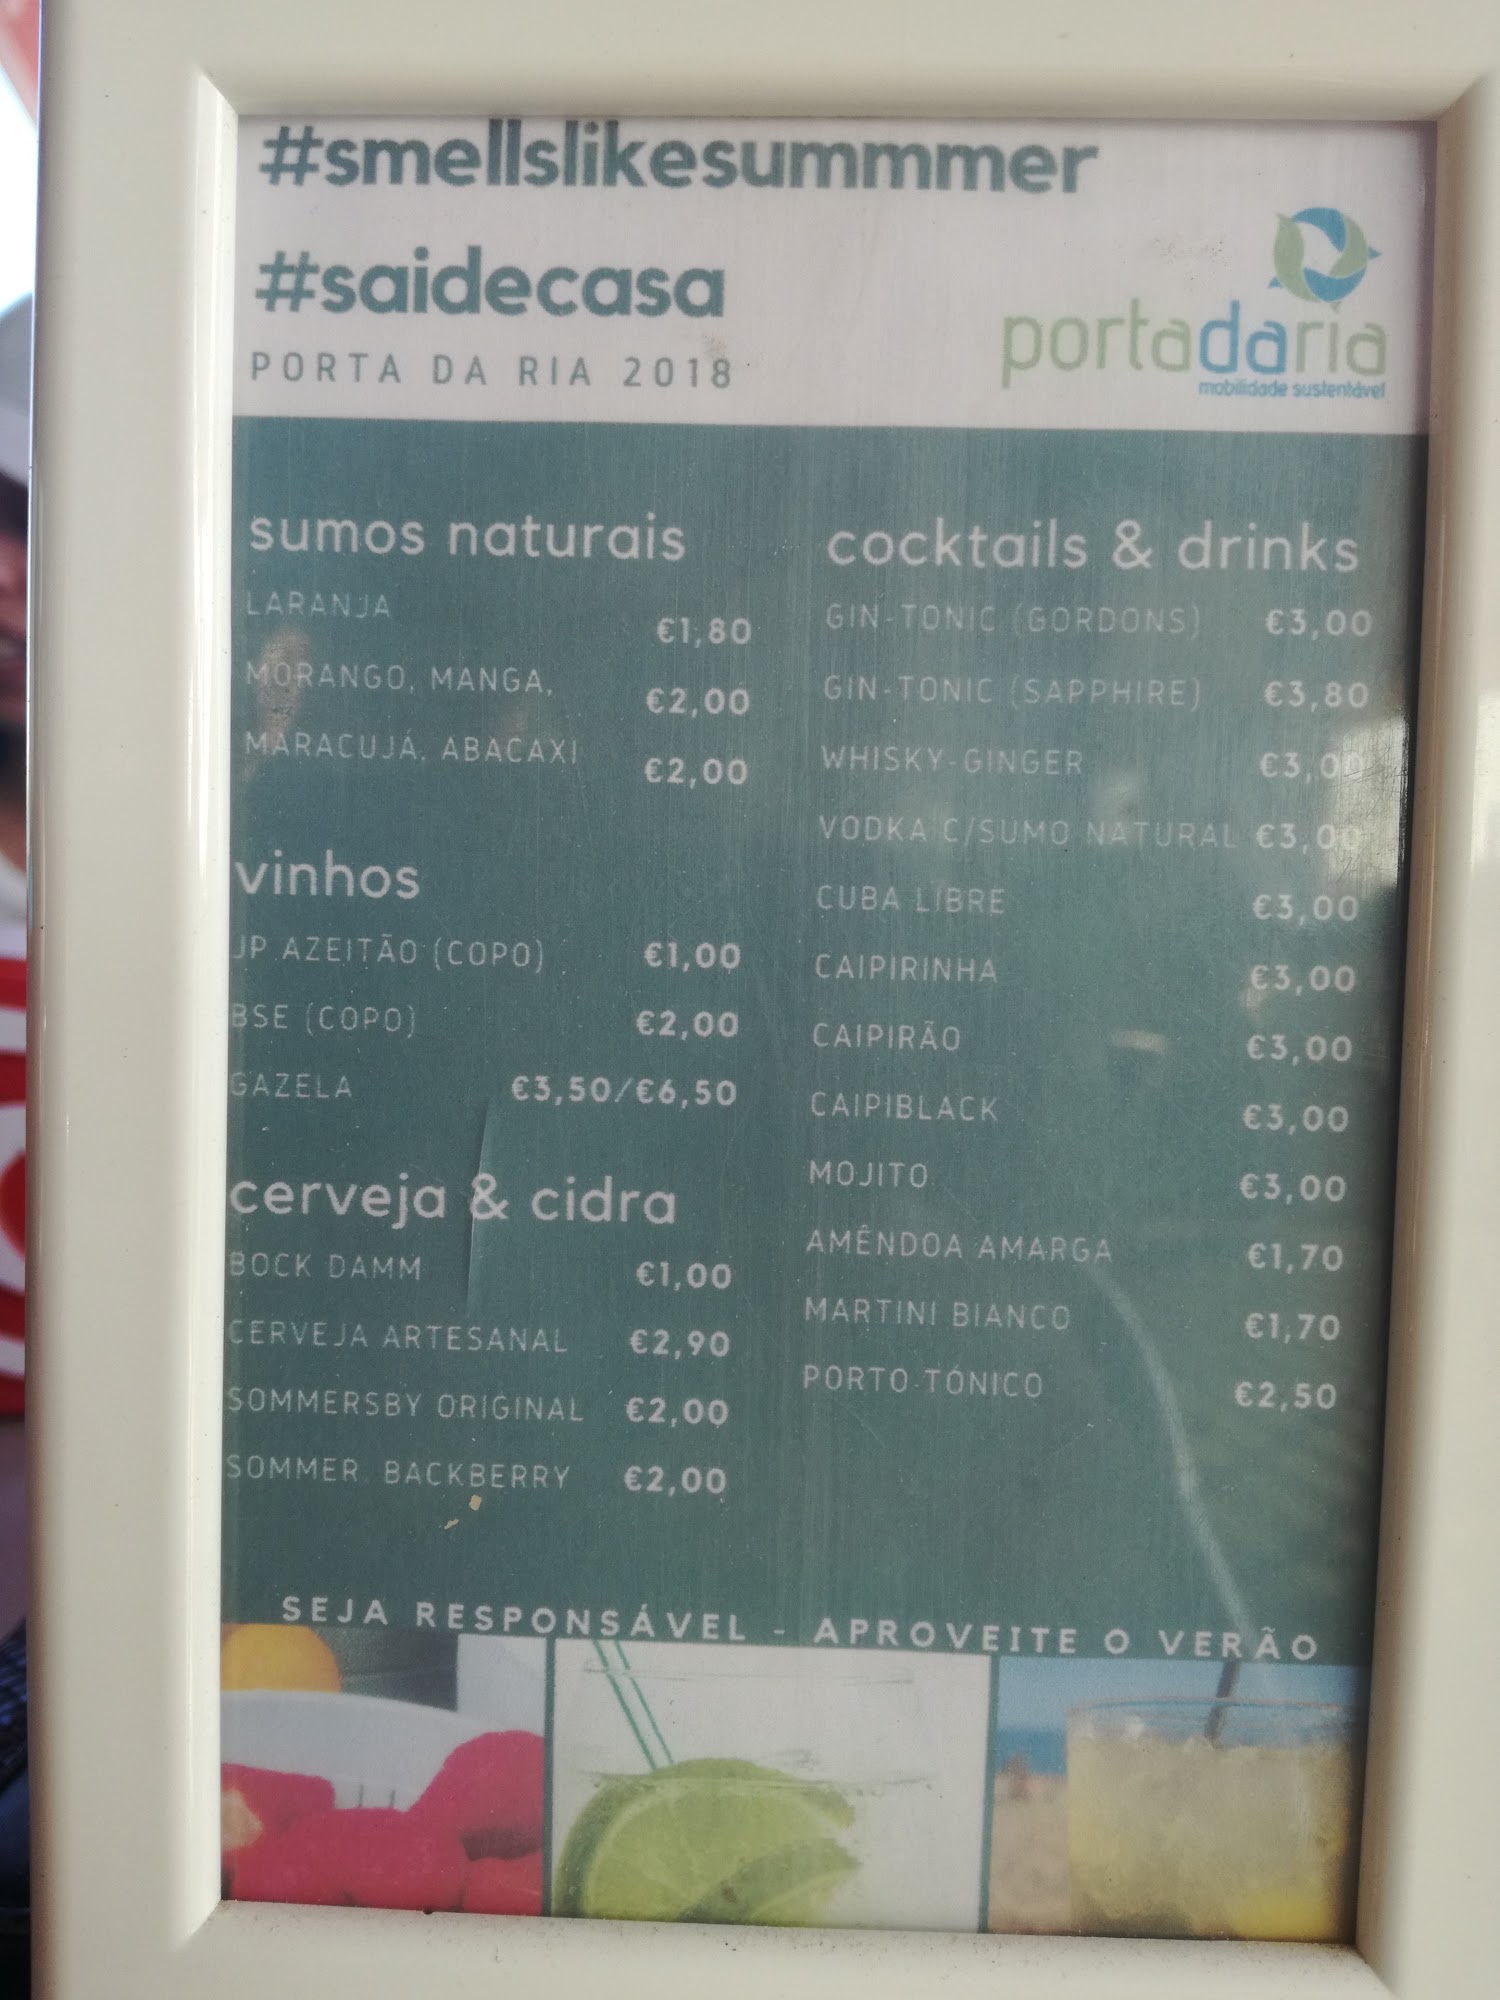 #smellslikesummmer
#saidecasa
PORTA DA RIA 2018
portadaria
mobilidade sustentável
sumos naturais
LARANJA €1,80
MORANGO, MANGA, €2,00
MARACUJÁ, ABACAXI €2,00
vinhos
JP AZEITÃO (COPO) €1,00
BSE (COPO) €2,00
GAZELA €3,50/€6,50
cerveja & cidra
BOCK DAMM €1,00
CERVEJA ARTESANAL €2,90
SOMMERSBY ORIGINAL €2,00
SOMMER. BACKBERRY €2,00
cocktails & drinks
GIN-TONIC (GORDONS) €3,00
GIN-TONIC (SAPPHIRE) €3,80
WHISKY-GINGER €3,00
VODKA C/SUMO NATURAL €3,00
CUBA LIBRE €3,00
CAIPIRINHA €3,00
CAIPIRÃO €3,00
CAIPIBLACK €3,00
MOJITO €3,00
AMÊNDOA AMARGA €1,70
MARTINI BIANCO €1,70
PORTO-TÓNICO €2,50
SEJA RESPONSÁVEL - APROVEITE O VERÃO